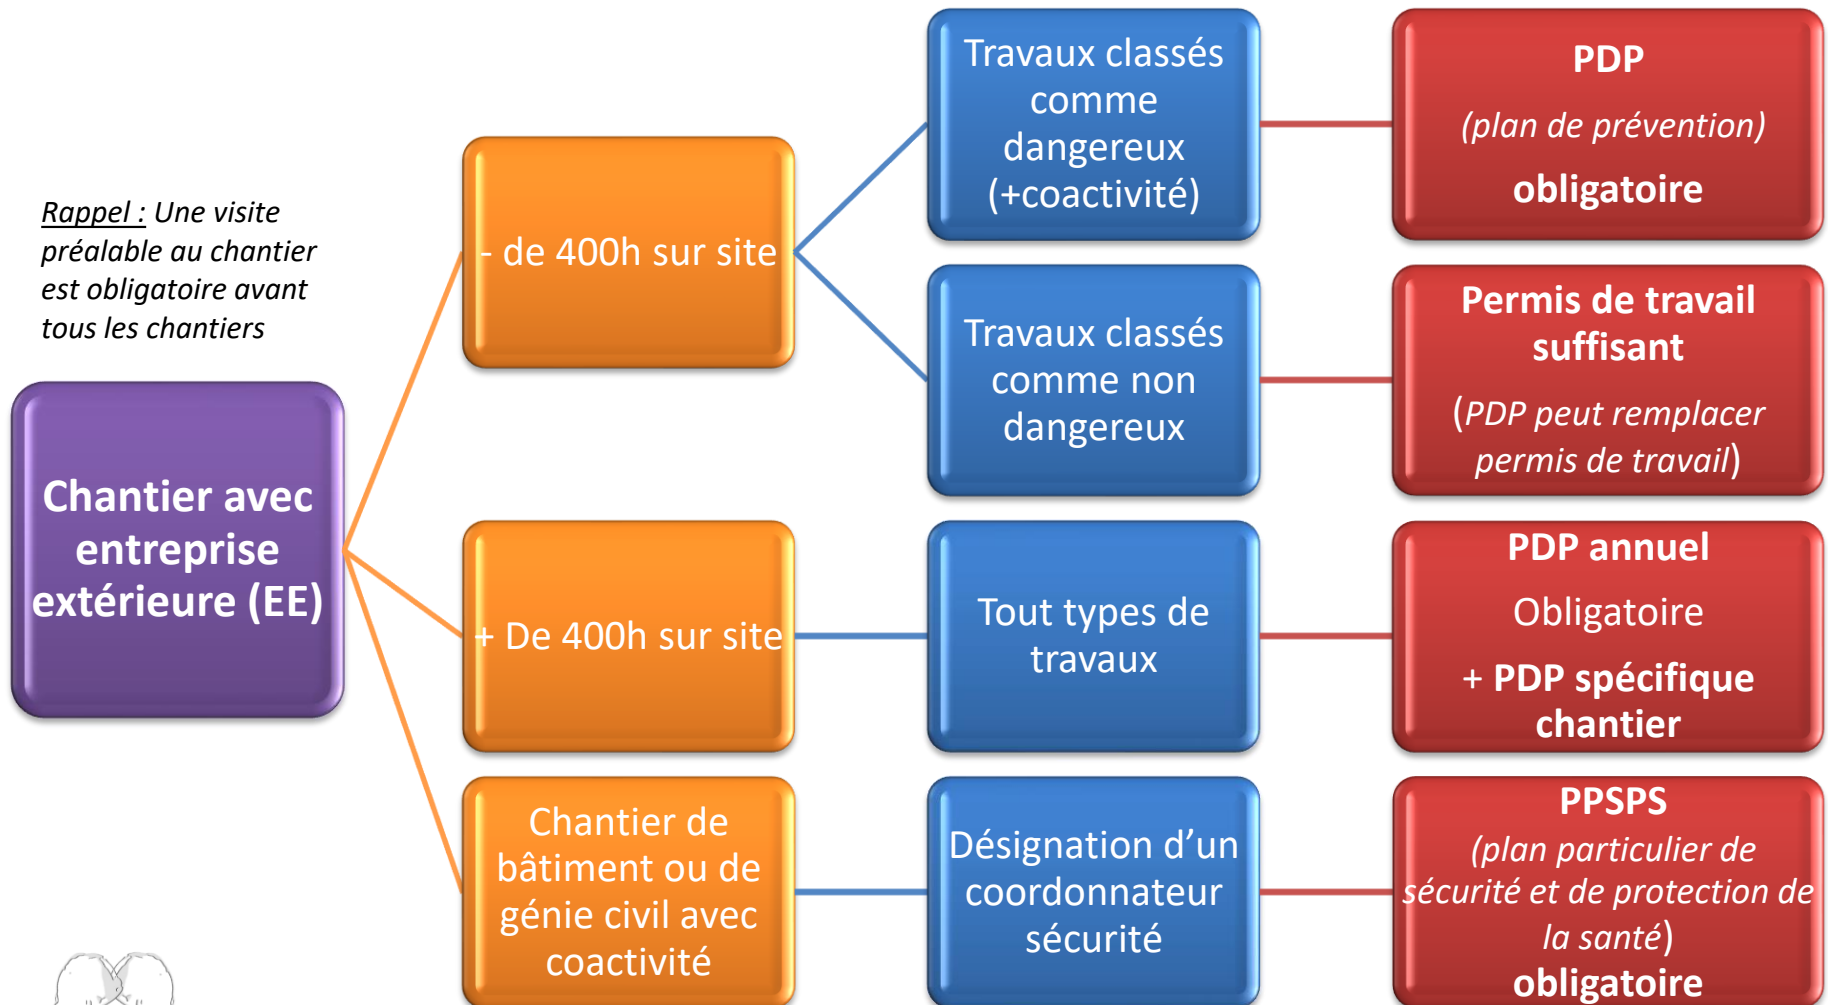 Rappel : Une visite
préalable au chantier
est obligatoire avant
tous les chantiers
Chantier avec
entreprise
extérieure (EE)
- de 400h sur site
Travaux classés
comme
dangereux
(+coactivité)
PDP
(plan de prévention)
obligatoire
Travaux classés
comme non
dangereux
Permis de travail
suffisant
(PDP peut remplacer
permis de travail)
+ De 400h sur site
Tout types de
travaux
PDP annuel
Obligatoire
+ PDP spécifique
chantier
Chantier de
bâtiment ou de
génie civil avec
coactivité
Désignation d’un
coordonnateur
sécurité
PPSPS
(plan particulier de
sécurité et de protection de
la santé)
obligatoire